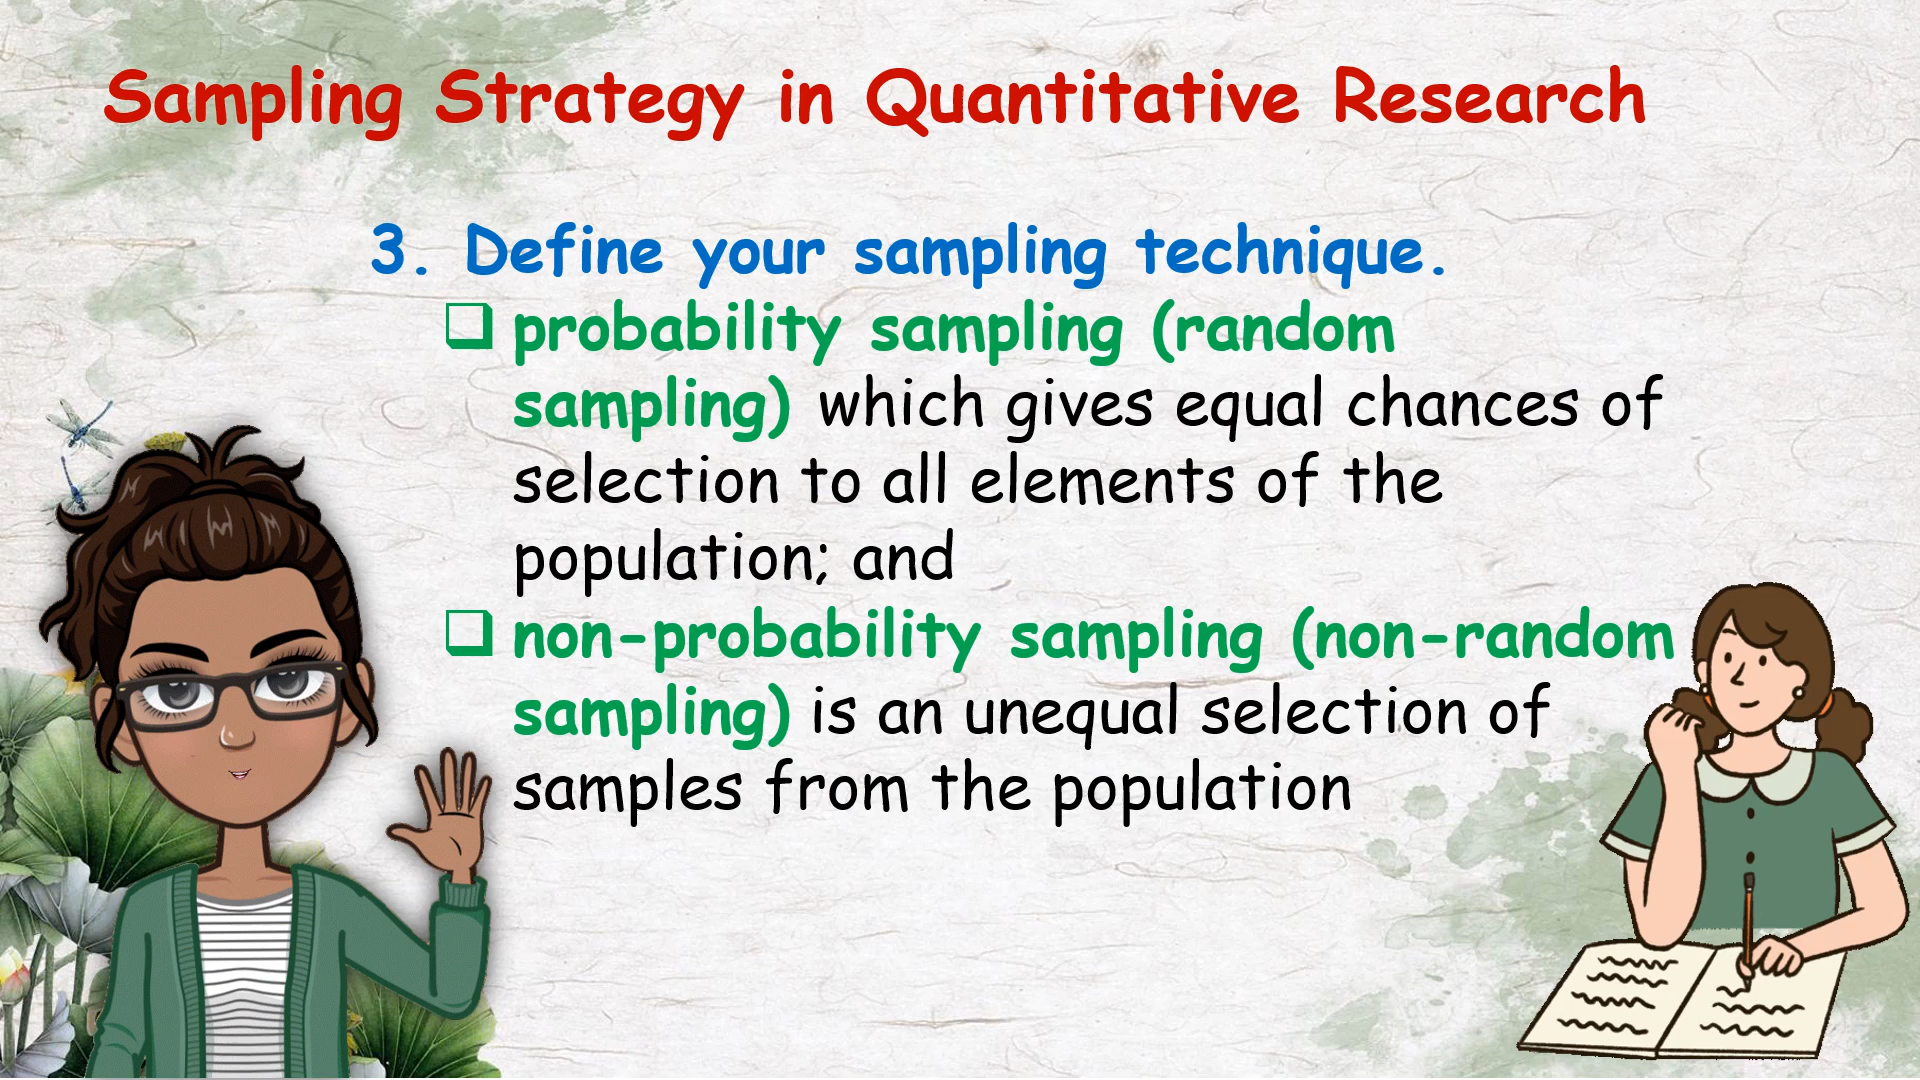 Sampling Strategy in Quantitative Research
3. Define your sampling technique.
❑ probability sampling (random
sampling) which gives equal chances of
selection to all elements of the
population; and
❑ non-probability sampling (non-random
sampling) is an unequal selection of
samples from the population